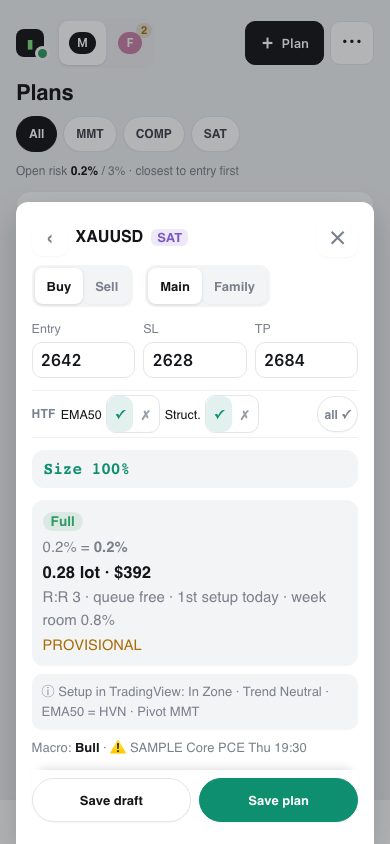 M F 2 + Plan ...
Plans
All MMT COMP SAT
Open risk 0.2% / 3% · closest to entry first
‹ XAUUSD SAT ✕
Buy Sell Main Family
Entry SL TP
2642 2628 2684
HTF EMA50 ✓ ✗ Struct. ✓ ✗ all ✓
Size 100%
Full
0.2% = 0.2%
0.28 lot · $392
R:R 3 · queue free · 1st setup today · week
room 0.8%
PROVISIONAL
ⓘ Setup in TradingView: In Zone · Trend Neutral ·
EMA50 = HVN · Pivot MMT
Macro: Bull · ⚠️ SAMPLE Core PCE Thu 19:30
Save draft Save plan